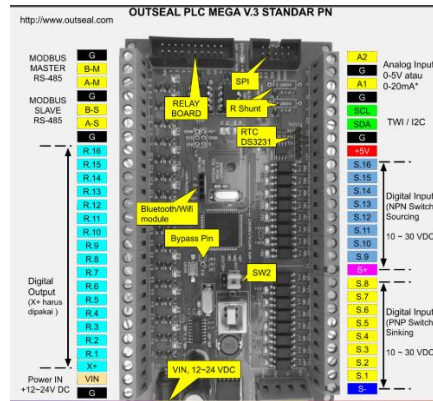 OUTSEAL PLC MEGA V.3 STANDAR PN
http://www.outseal.com
MODBUS
MASTER
RS-485
MODBUS
SLAVE
RS-485
Digital
Output
(X+ harus
dipakai )
Power IN
+12~24V DC
G
B-M
A-M
G
B-S
A-S
G
R.16
R.15
R.14
R.13
R.12
R.11
R.10
R.9
R.8
R.7
R.6
R.5
R.4
R.3
R.2
R.1
X+
VIN
G
RELAY
BOARD
SPI
R Shunt
RTC
DS3231
Bluetooth/Wifi
module
Bypass Pin
SW2
VIN, 12~24 VDC
A2
G
A1
G
SCL
SDA
G
+5V
S.16
S.15
S.14
S.13
S.12
S.11
S.10
S.9
S+
S.8
S.7
S.6
S.5
S.4
S.3
S.2
S.1
S-
Analog Input
0-5V atau
0-20mA*
TWI / I2C
Digital Input
(NPN Switch
Sourcing
10 ~ 30 VDC
Digital Input
(PNP Switch
Sinking
10 ~ 30 VDC